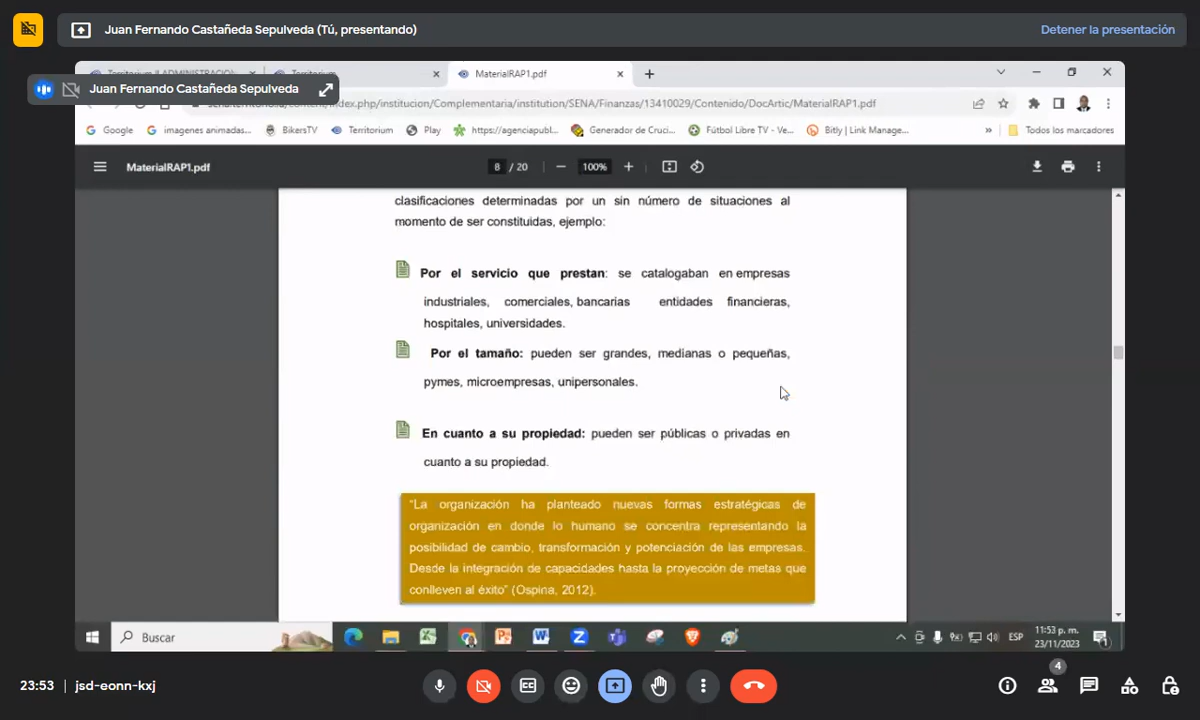 Juan Fernando Castañeda Sepulveda (Tú, presentando)
Detener la presentación
Juan Fernando Castañeda Sepulveda
MaterialRAP1.pdf
index.php/institucion/Complementaria/institution/SENA/Finanzas/13410029/Contenido/DocArtic/MaterialRAP1.pdf
Google imagenes animadas... BikersTV Territorium Play https://agenciapubl... Generador de Cruci... Fútbol Libre TV - Ve... Bitly | Link Manage... » Todos los marcadores
MaterialRAP1.pdf 8 / 20 — 100% +
clasificaciones determinadas por un sin número de situaciones al
momento de ser constituidas, ejemplo:
Por el servicio que prestan: se catalogaban en empresas
industriales, comerciales, bancarias entidades financieras,
hospitales, universidades.
Por el tamaño: pueden ser grandes, medianas o pequeñas,
pymes, microempresas, unipersonales.
En cuanto a su propiedad: pueden ser públicas o privadas en
cuanto a su propiedad.
"La organización ha planteado nuevas formas estratégicas de
organización en donde lo humano se concentra representando la
posibilidad de cambio, transformación y potenciación de las empresas.
Desde la integración de capacidades hasta la proyección de metas que
conlleven al éxito" (Ospina, 2012).
Buscar
ESP
11:53 p. m.
23/11/2023
23:53 | jsd-eonn-kxj
4